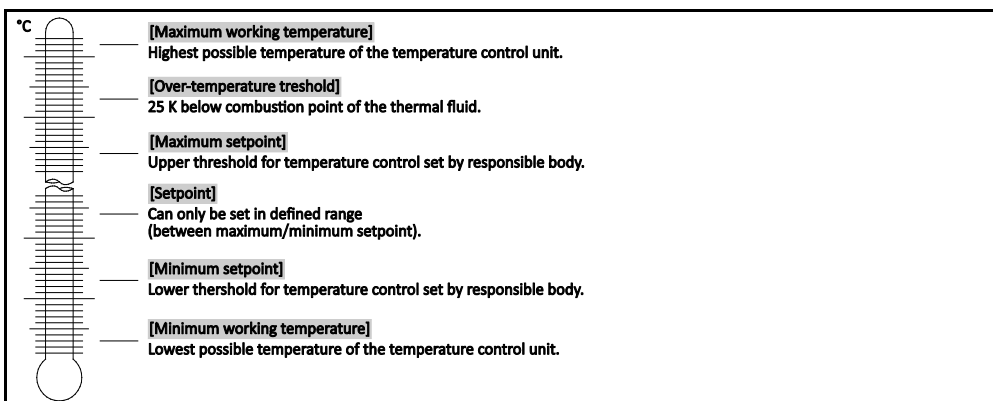 °C
[Maximum working temperature]
Highest possible temperature of the temperature control unit.
[Over-temperature treshold]
25 K below combustion point of the thermal fluid.
[Maximum setpoint]
Upper threshold for temperature control set by responsible body.
[Setpoint]
Can only be set in defined range
(between maximum/minimum setpoint).
[Minimum setpoint]
Lower thershold for temperature control set by responsible body.
[Minimum working temperature]
Lowest possible temperature of the temperature control unit.